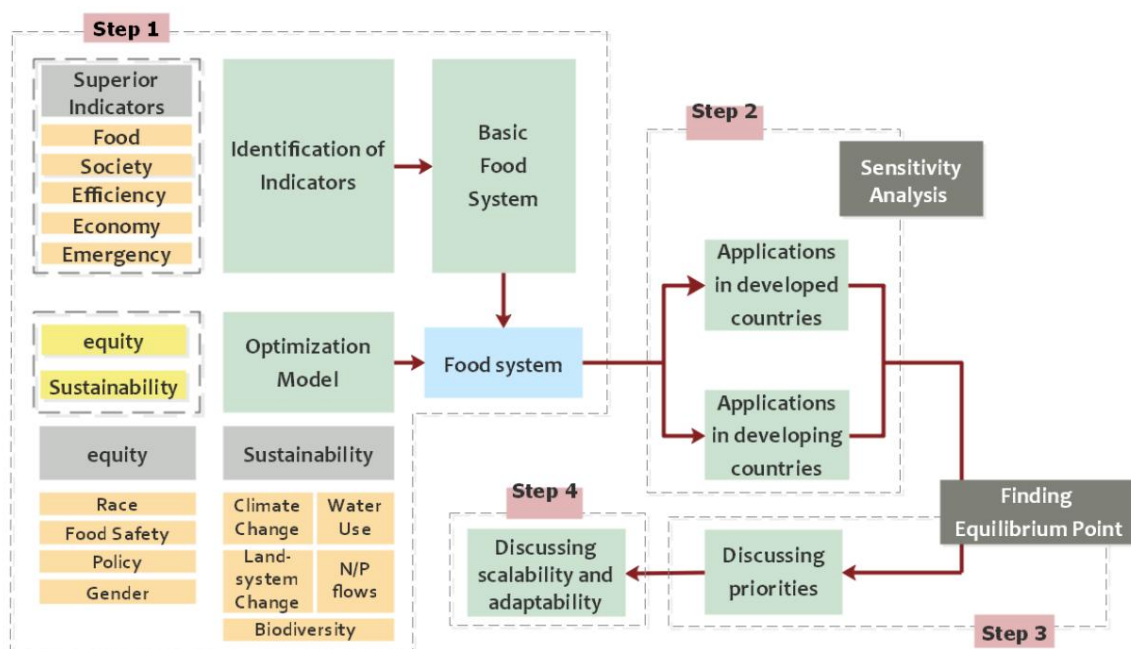 Step 1
Superior
Indicators
Food
Society
Efficiency
Economy
Emergency
Identification of
Indicators
Basic
Food
System
equity
Sustainability
Optimization
Model
Food system
equity
Race
Food Safety
Policy
Gender
Sustainability
Climate
Change
Water
Use
Land-
system
Change
N/P
flows
Biodiversity
Step 2
Sensitivity
Analysis
Applications
in developed
countries
Applications
in developing
countries
Finding
Equilibrium Point
Step 3
Discussing
priorities
Step 4
Discussing
scalability and
adaptability